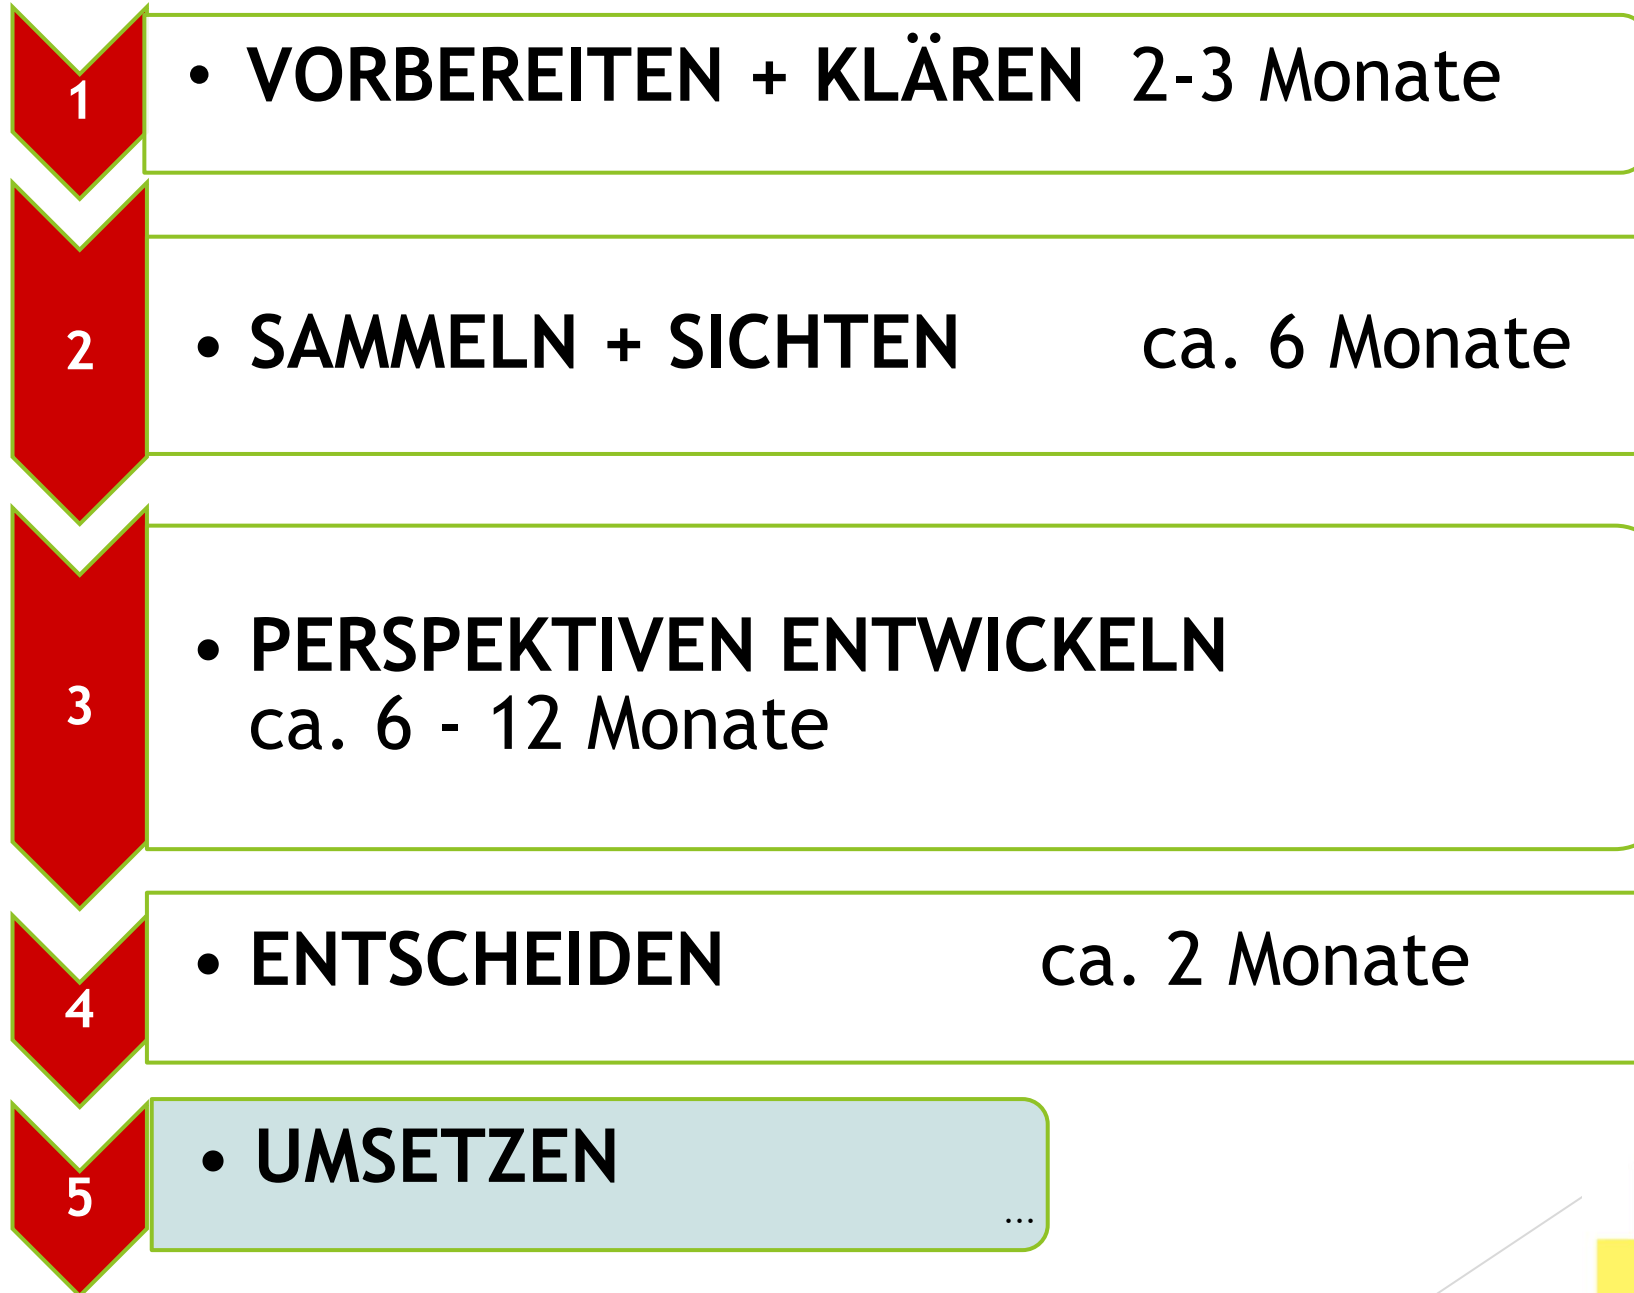 1
• VORBEREITEN + KLÄREN 2-3 Monate
2
• SAMMELN + SICHTEN ca. 6 Monate
3
• PERSPEKTIVEN ENTWICKELN
ca. 6 - 12 Monate
4
• ENTSCHEIDEN ca. 2 Monate
5
• UMSETZEN
...